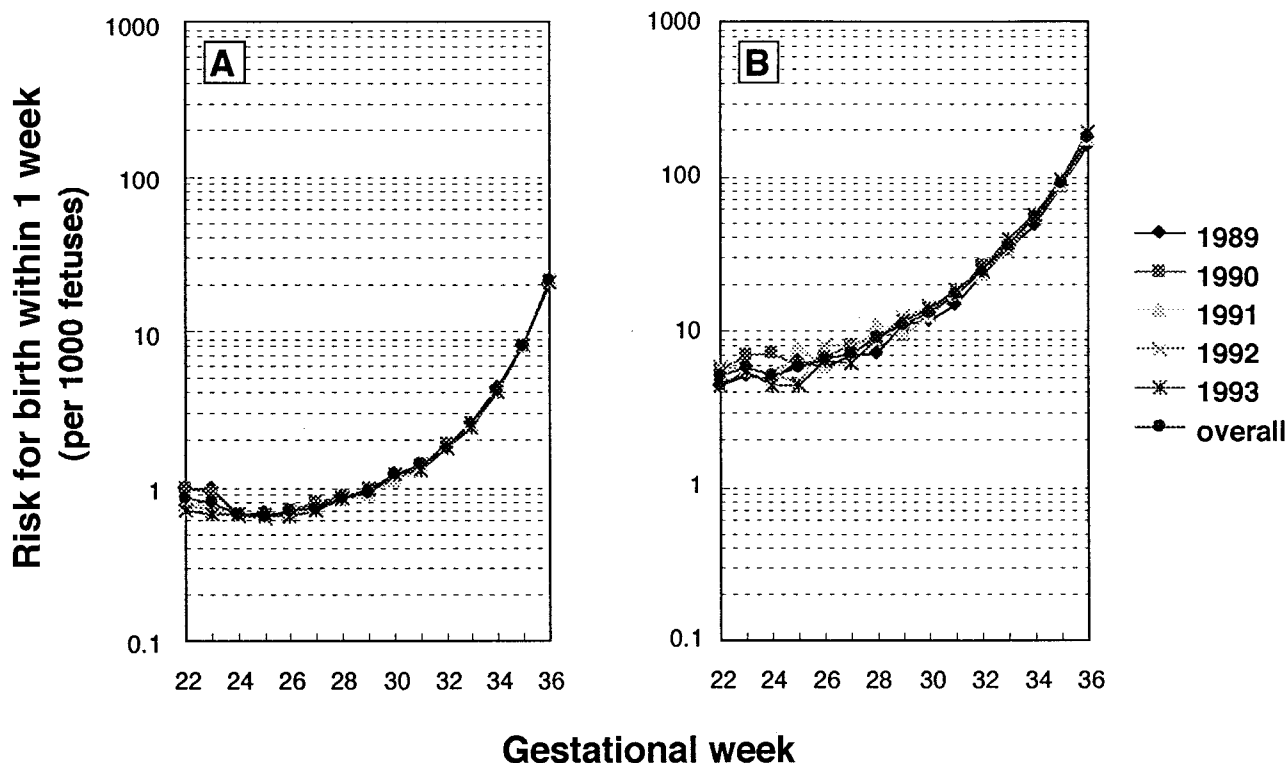 Risk for birth within 1 week
(per 1000 fetuses)
A
1000
100
10
1
0.1
22 24 26 28 30 32 34 36
B
1000
100
10
1
0.1
22 24 26 28 30 32 34 36
1989
1990
1991
1992
1993
overall
Gestational week